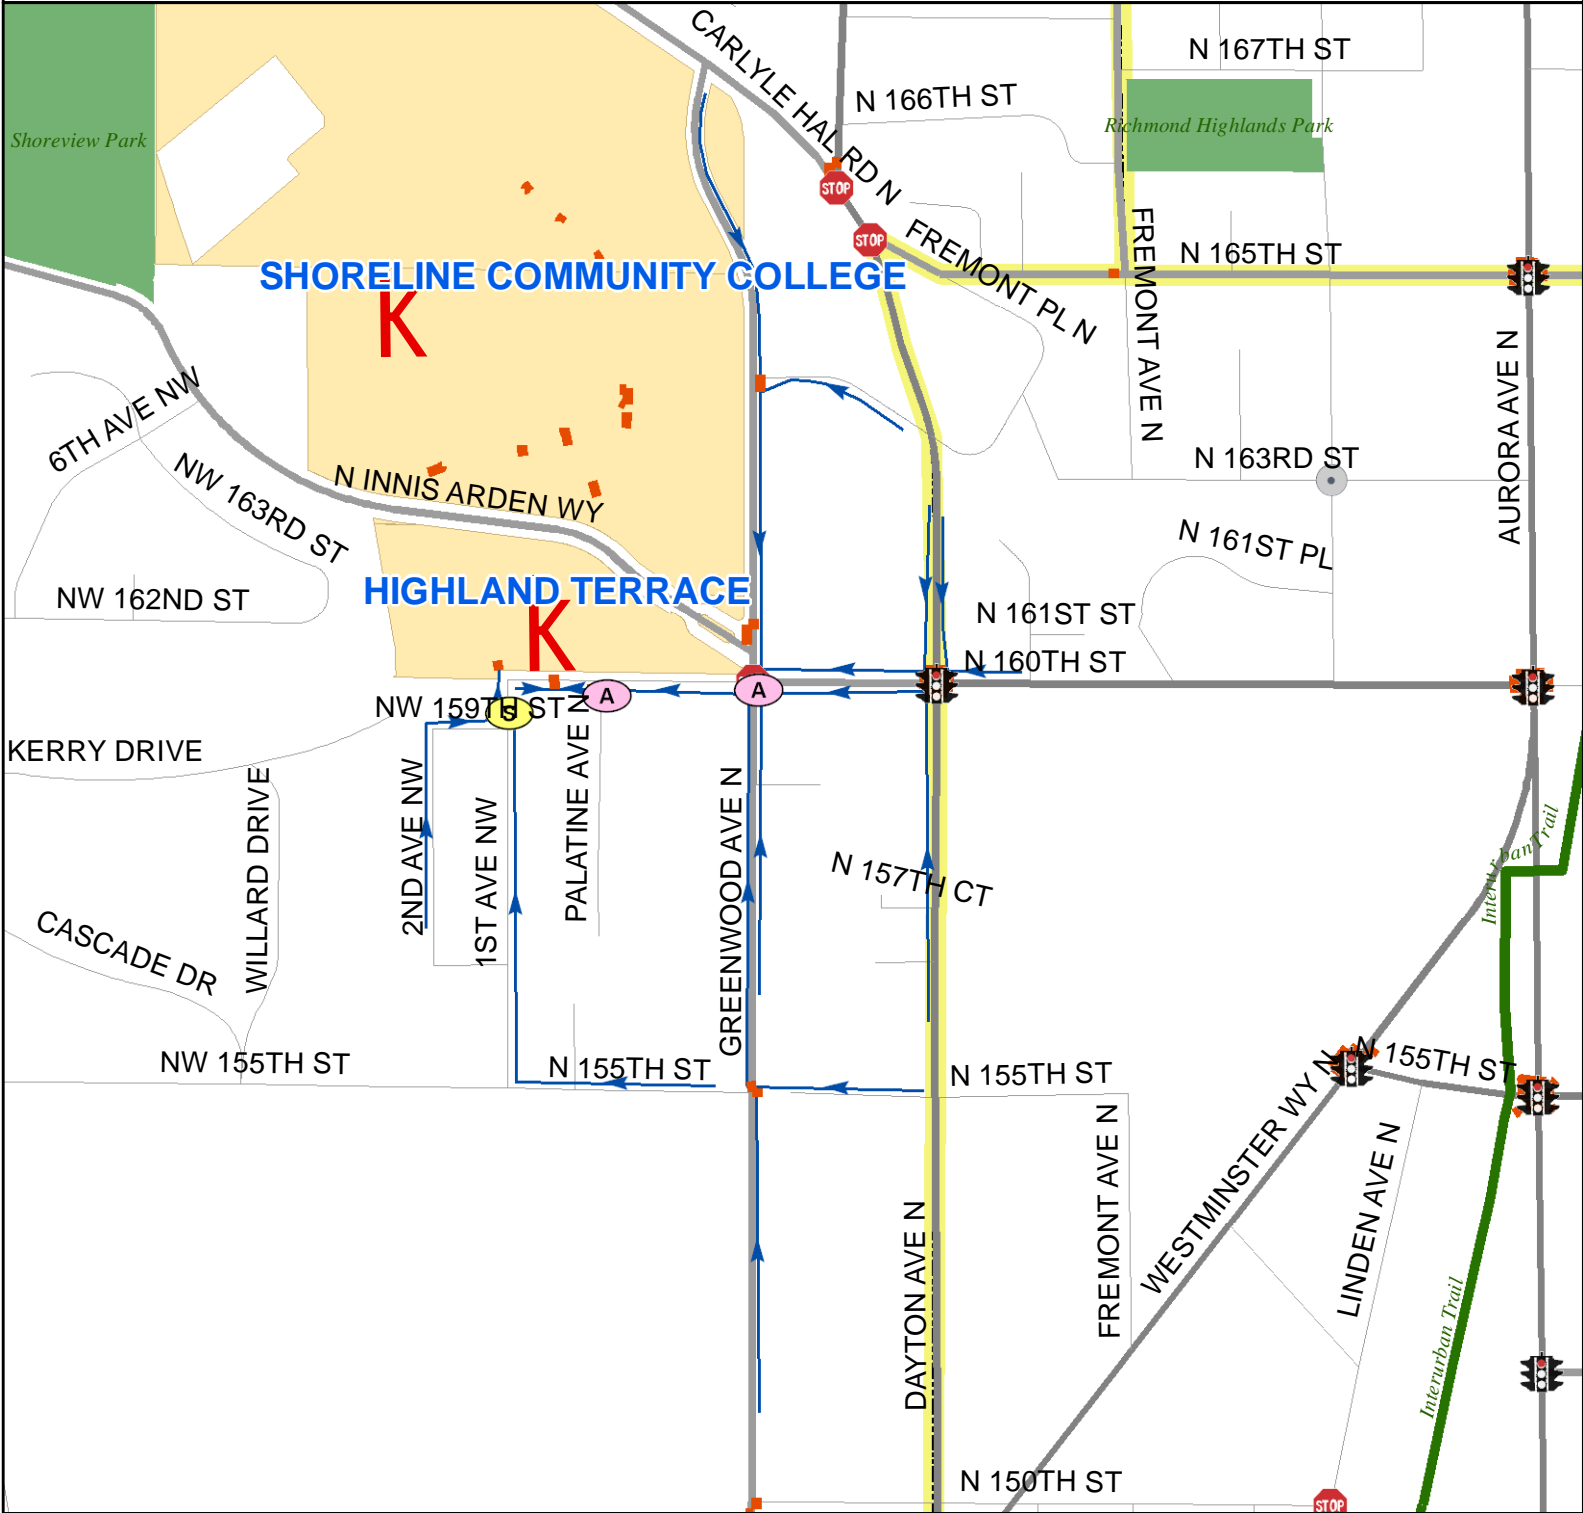 CARLYLE HAL RD N
N 167TH ST
N 166TH ST
Richmond Highlands Park
Shoreview Park
STOP
STOP
FREMONT PL N
FREMONT AVE N
N 165TH ST
SHORELINE COMMUNITY COLLEGE
K
AURORA AVE N
6TH AVE NW
NW 163RD ST
N INNIS ARDEN WY
N 163RD ST
N 161ST PL
NW 162ND ST
HIGHLAND TERRACE
K
N 161ST ST
N 160TH ST
A
A
S
NW 159TH ST
KERRY DRIVE
WILLARD DRIVE
2ND AVE NW
1ST AVE NW
PALATINE AVE N
GREENWOOD AVE N
N 157TH CT
Interurban Trail
CASCADE DR
NW 155TH ST
N 155TH ST
N 155TH ST
N 155TH ST
WESTMINSTER WY N
FREMONT AVE N
LINDEN AVE N
DAYTON AVE N
Interurban Trail
N 150TH ST
STOP